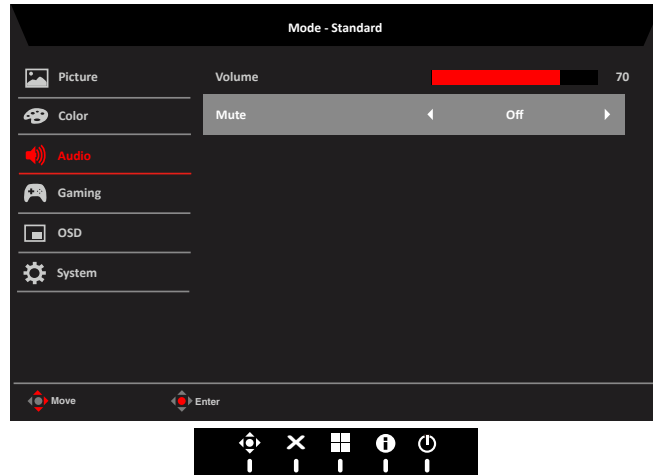 Mode - Standard
Picture
Volume 70
Color
Mute Off
Audio
Gaming
OSD
System
Move Enter